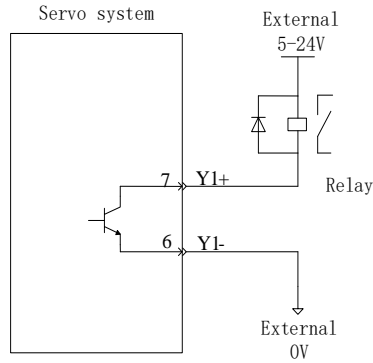 Servo system
External
5-24V
7 Y1+
Relay
6 Y1-
External
0V